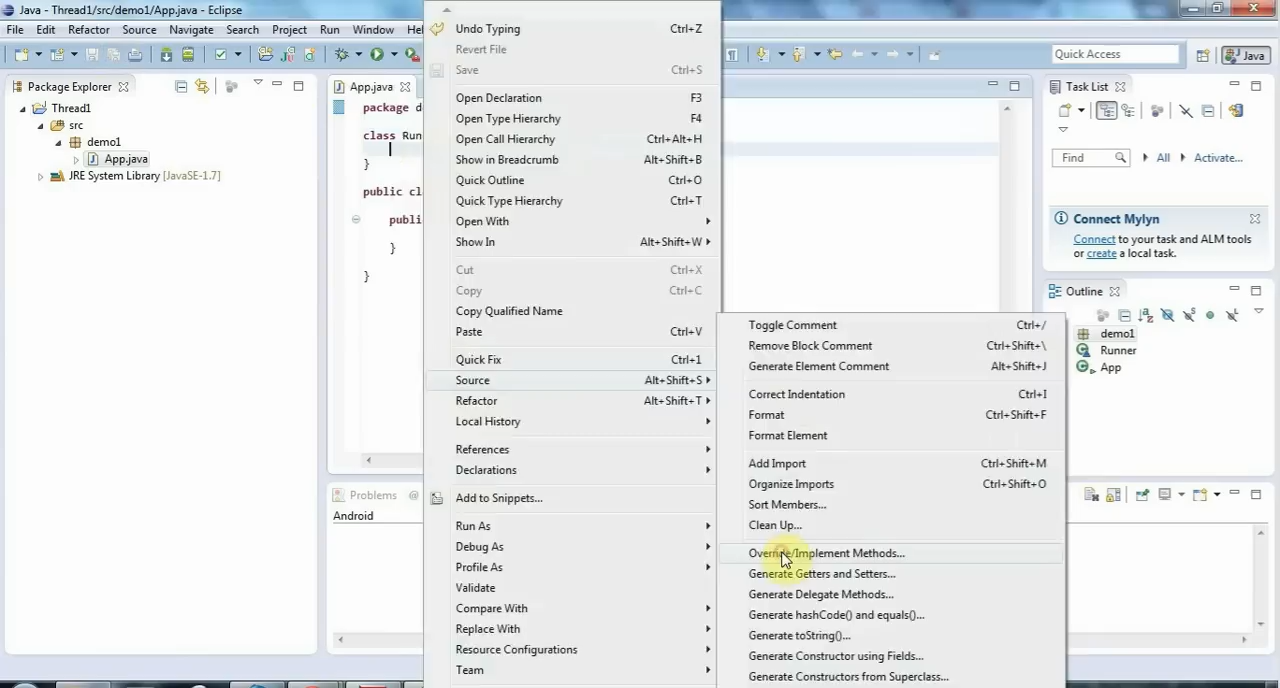 Java - Thread1/src/demo1/App.java - Eclipse
File Edit Refactor Source Navigate Search Project Run Window
Quick Access
Java
Package Explorer
Thread1
src
demo1
App.java
JRE System Library [JavaSE-1.7]
App.java
package d
class Run
}
public cl
publi
}
}
Undo Typing Ctrl+Z
Revert File
Save Ctrl+S
Open Declaration F3
Open Type Hierarchy F4
Open Call Hierarchy Ctrl+Alt+H
Show in Breadcrumb Alt+Shift+B
Quick Outline Ctrl+O
Quick Type Hierarchy Ctrl+T
Open With
Show In Alt+Shift+W
Cut Ctrl+X
Copy Ctrl+C
Copy Qualified Name
Paste Ctrl+V
Quick Fix Ctrl+1
Source Alt+Shift+S
Refactor Alt+Shift+T
Local History
References
Declarations
Add to Snippets...
Run As
Debug As
Profile As
Validate
Compare With
Replace With
Resource Configurations
Team
Toggle Comment Ctrl+/
Remove Block Comment Ctrl+Shift+\
Generate Element Comment Alt+Shift+J
Correct Indentation Ctrl+I
Format Ctrl+Shift+F
Format Element
Add Import Ctrl+Shift+M
Organize Imports Ctrl+Shift+O
Sort Members...
Clean Up...
Override/Implement Methods...
Generate Getters and Setters...
Generate Delegate Methods...
Generate hashCode() and equals()...
Generate toString()...
Generate Constructor using Fields...
Generate Constructors from Superclass...
Task List
Find All Activate...
Connect Mylyn
Connect to your task and ALM tools
or create a local task.
Outline
demo1
Runner
App
Problems @
Android